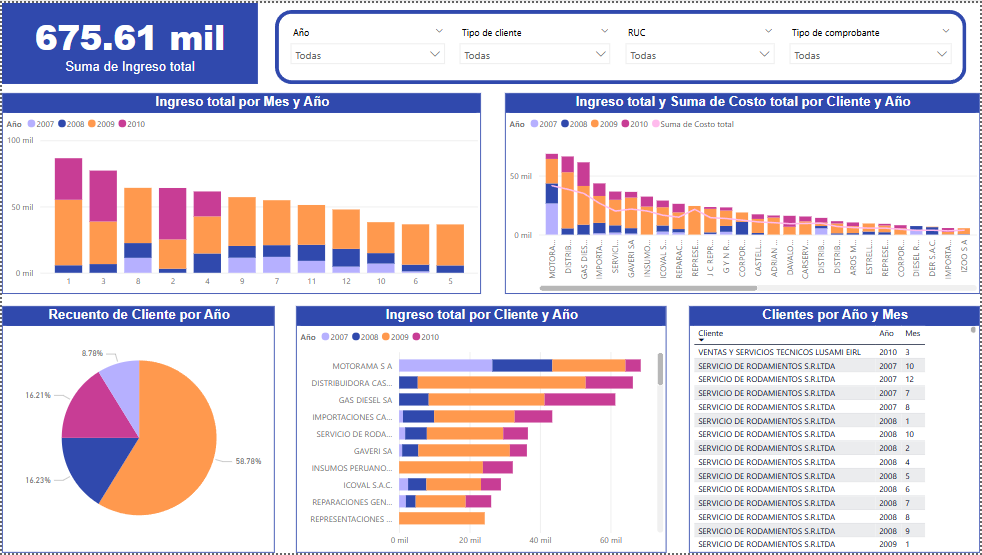 675.61 mil
Suma de Ingreso total
Año
Todas
Tipo de cliente
Todas
RUC
Todas
Tipo de comprobante
Todas
Ingreso total por Mes y Año
Año 2007 2008 2009 2010
100 mil
50 mil
0 mil
1 3 8 2 4 9 7 11 12 10 6 5
Ingreso total y Suma de Costo total por Cliente y Año
Año 2007 2008 2009 2010 Suma de Costo total
50 mil
0 mil
MOTORA...
DISTRIB...
GAS DIES...
IMPORTA...
SERVICI...
GAVERI SA
INSUMO...
ICOVAL S...
REPARAC...
REPRESE...
J C REPR...
G Y N R...
CORPOR...
CASTELL...
ADRIAN ...
DAVALO...
CARSERV...
DISTRIB...
DISTRIB...
AROS M...
ESTRELL...
REPRESE...
CORPOR...
DIESEL R...
DER S.A.C.
IMPORTA...
IZOO S A
Recuento de Cliente por Año
8.78%
16.21%
16.23%
58.78%
Ingreso total por Cliente y Año
Año 2007 2008 2009 2010
MOTORAMA S A
DISTRIBUIDORA CAS...
GAS DIESEL SA
IMPORTACIONES CA...
SERVICIO DE RODA...
GAVERI SA
INSUMOS PERUANO...
ICOVAL S.A.C.
REPARACIONES GEN...
REPRESENTACIONES ...
0 mil 20 mil 40 mil 60 mil
Clientes por Año y Mes
Cliente Año Mes
VENTAS Y SERVICIOS TECNICOS LUSAMI EIRL 2010 3
SERVICIO DE RODAMIENTOS S.R.LTDA 2007 10
SERVICIO DE RODAMIENTOS S.R.LTDA 2007 12
SERVICIO DE RODAMIENTOS S.R.LTDA 2007 7
SERVICIO DE RODAMIENTOS S.R.LTDA 2007 8
SERVICIO DE RODAMIENTOS S.R.LTDA 2008 1
SERVICIO DE RODAMIENTOS S.R.LTDA 2008 10
SERVICIO DE RODAMIENTOS S.R.LTDA 2008 2
SERVICIO DE RODAMIENTOS S.R.LTDA 2008 4
SERVICIO DE RODAMIENTOS S.R.LTDA 2008 5
SERVICIO DE RODAMIENTOS S.R.LTDA 2008 6
SERVICIO DE RODAMIENTOS S.R.LTDA 2008 7
SERVICIO DE RODAMIENTOS S.R.LTDA 2008 8
SERVICIO DE RODAMIENTOS S.R.LTDA 2008 9
SERVICIO DE RODAMIENTOS S.R.LTDA 2009 1